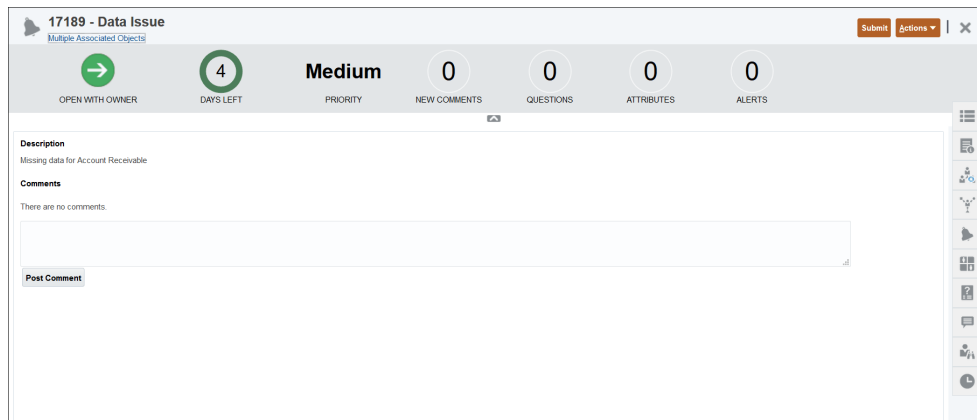 17189 - Data Issue
Multiple Associated Objects
Submit
Actions
4
Medium
0
0
0
0
OPEN WITH OWNER
DAYS LEFT
PRIORITY
NEW COMMENTS
QUESTIONS
ATTRIBUTES
ALERTS
Description
Missing data for Account Receivable
Comments
There are no comments.
Post Comment